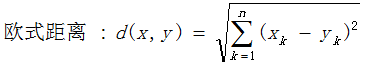 欧式距离 : d(x, y) = √(∑_{k=1}^{n} (x_k − y_k)²)